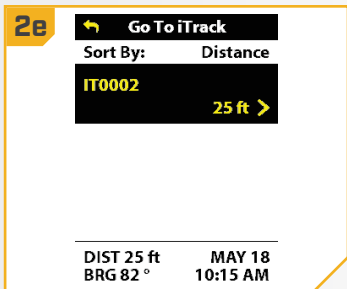 2e
Go To iTrack
Sort By: Distance
IT0002
25 ft
DIST 25 ft MAY 18
BRG 82 ° 10:15 AM